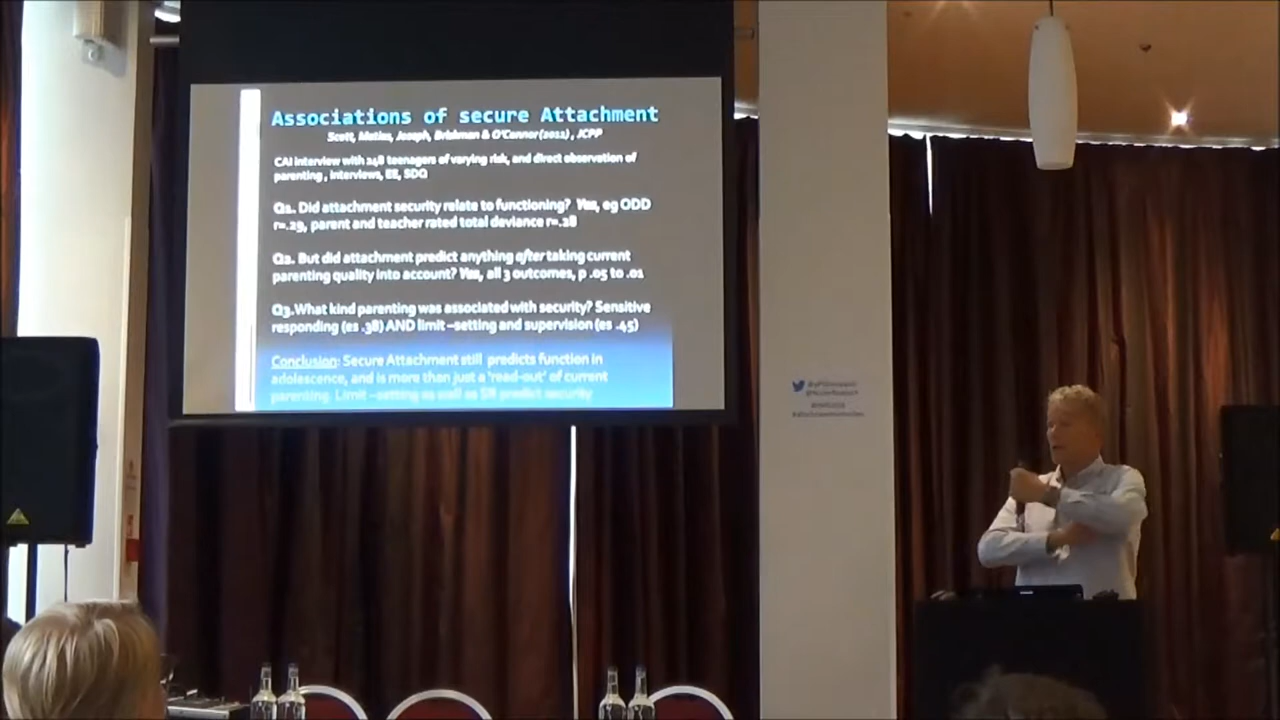 Associations of secure Attachment
Scott, Matias, Joseph, Briskman & O'Connor(2011) , JCPP
CAI interview with 248 teenagers of varying risk, and direct observation of
parenting , interviews, EE, SDQ
Q1. Did attachment security relate to functioning? Yes, eg ODD
r=.29, parent and teacher rated total deviance r=.28
Q2. But did attachment predict anything after taking current
parenting quality into account? Yes, all 3 outcomes, p .05 to .01
Q3.What kind parenting was associated with security? Sensitive
responding (es .38) AND limit –setting and supervision (es .45)
Conclusion: Secure Attachment still predicts function in
adolescence, and is more than just a 'read-out' of current
parenting. Limit –setting as well as SR predict security